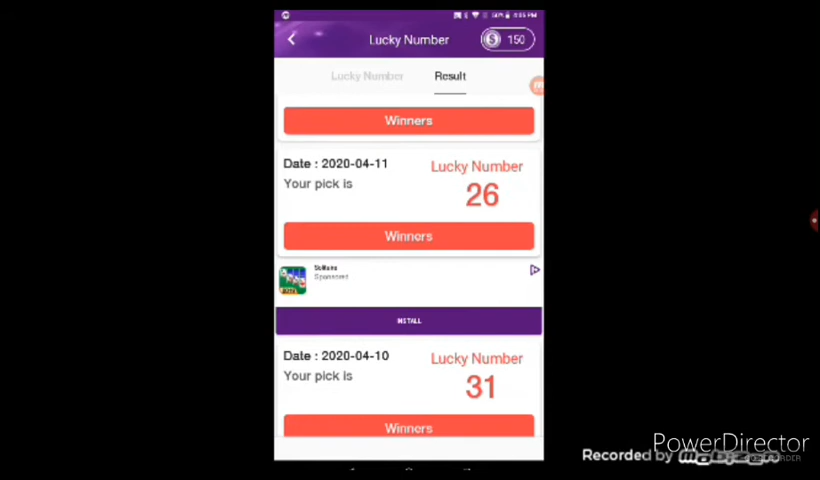 Lucky Number
150
Lucky Number
Result
Winners
Date : 2020-04-11
Lucky Number
Your pick is
26
Winners
Solitaire
Sponsored
INSTALL
Date : 2020-04-10
Lucky Number
Your pick is
31
Winners
PowerDirector
Recorded by